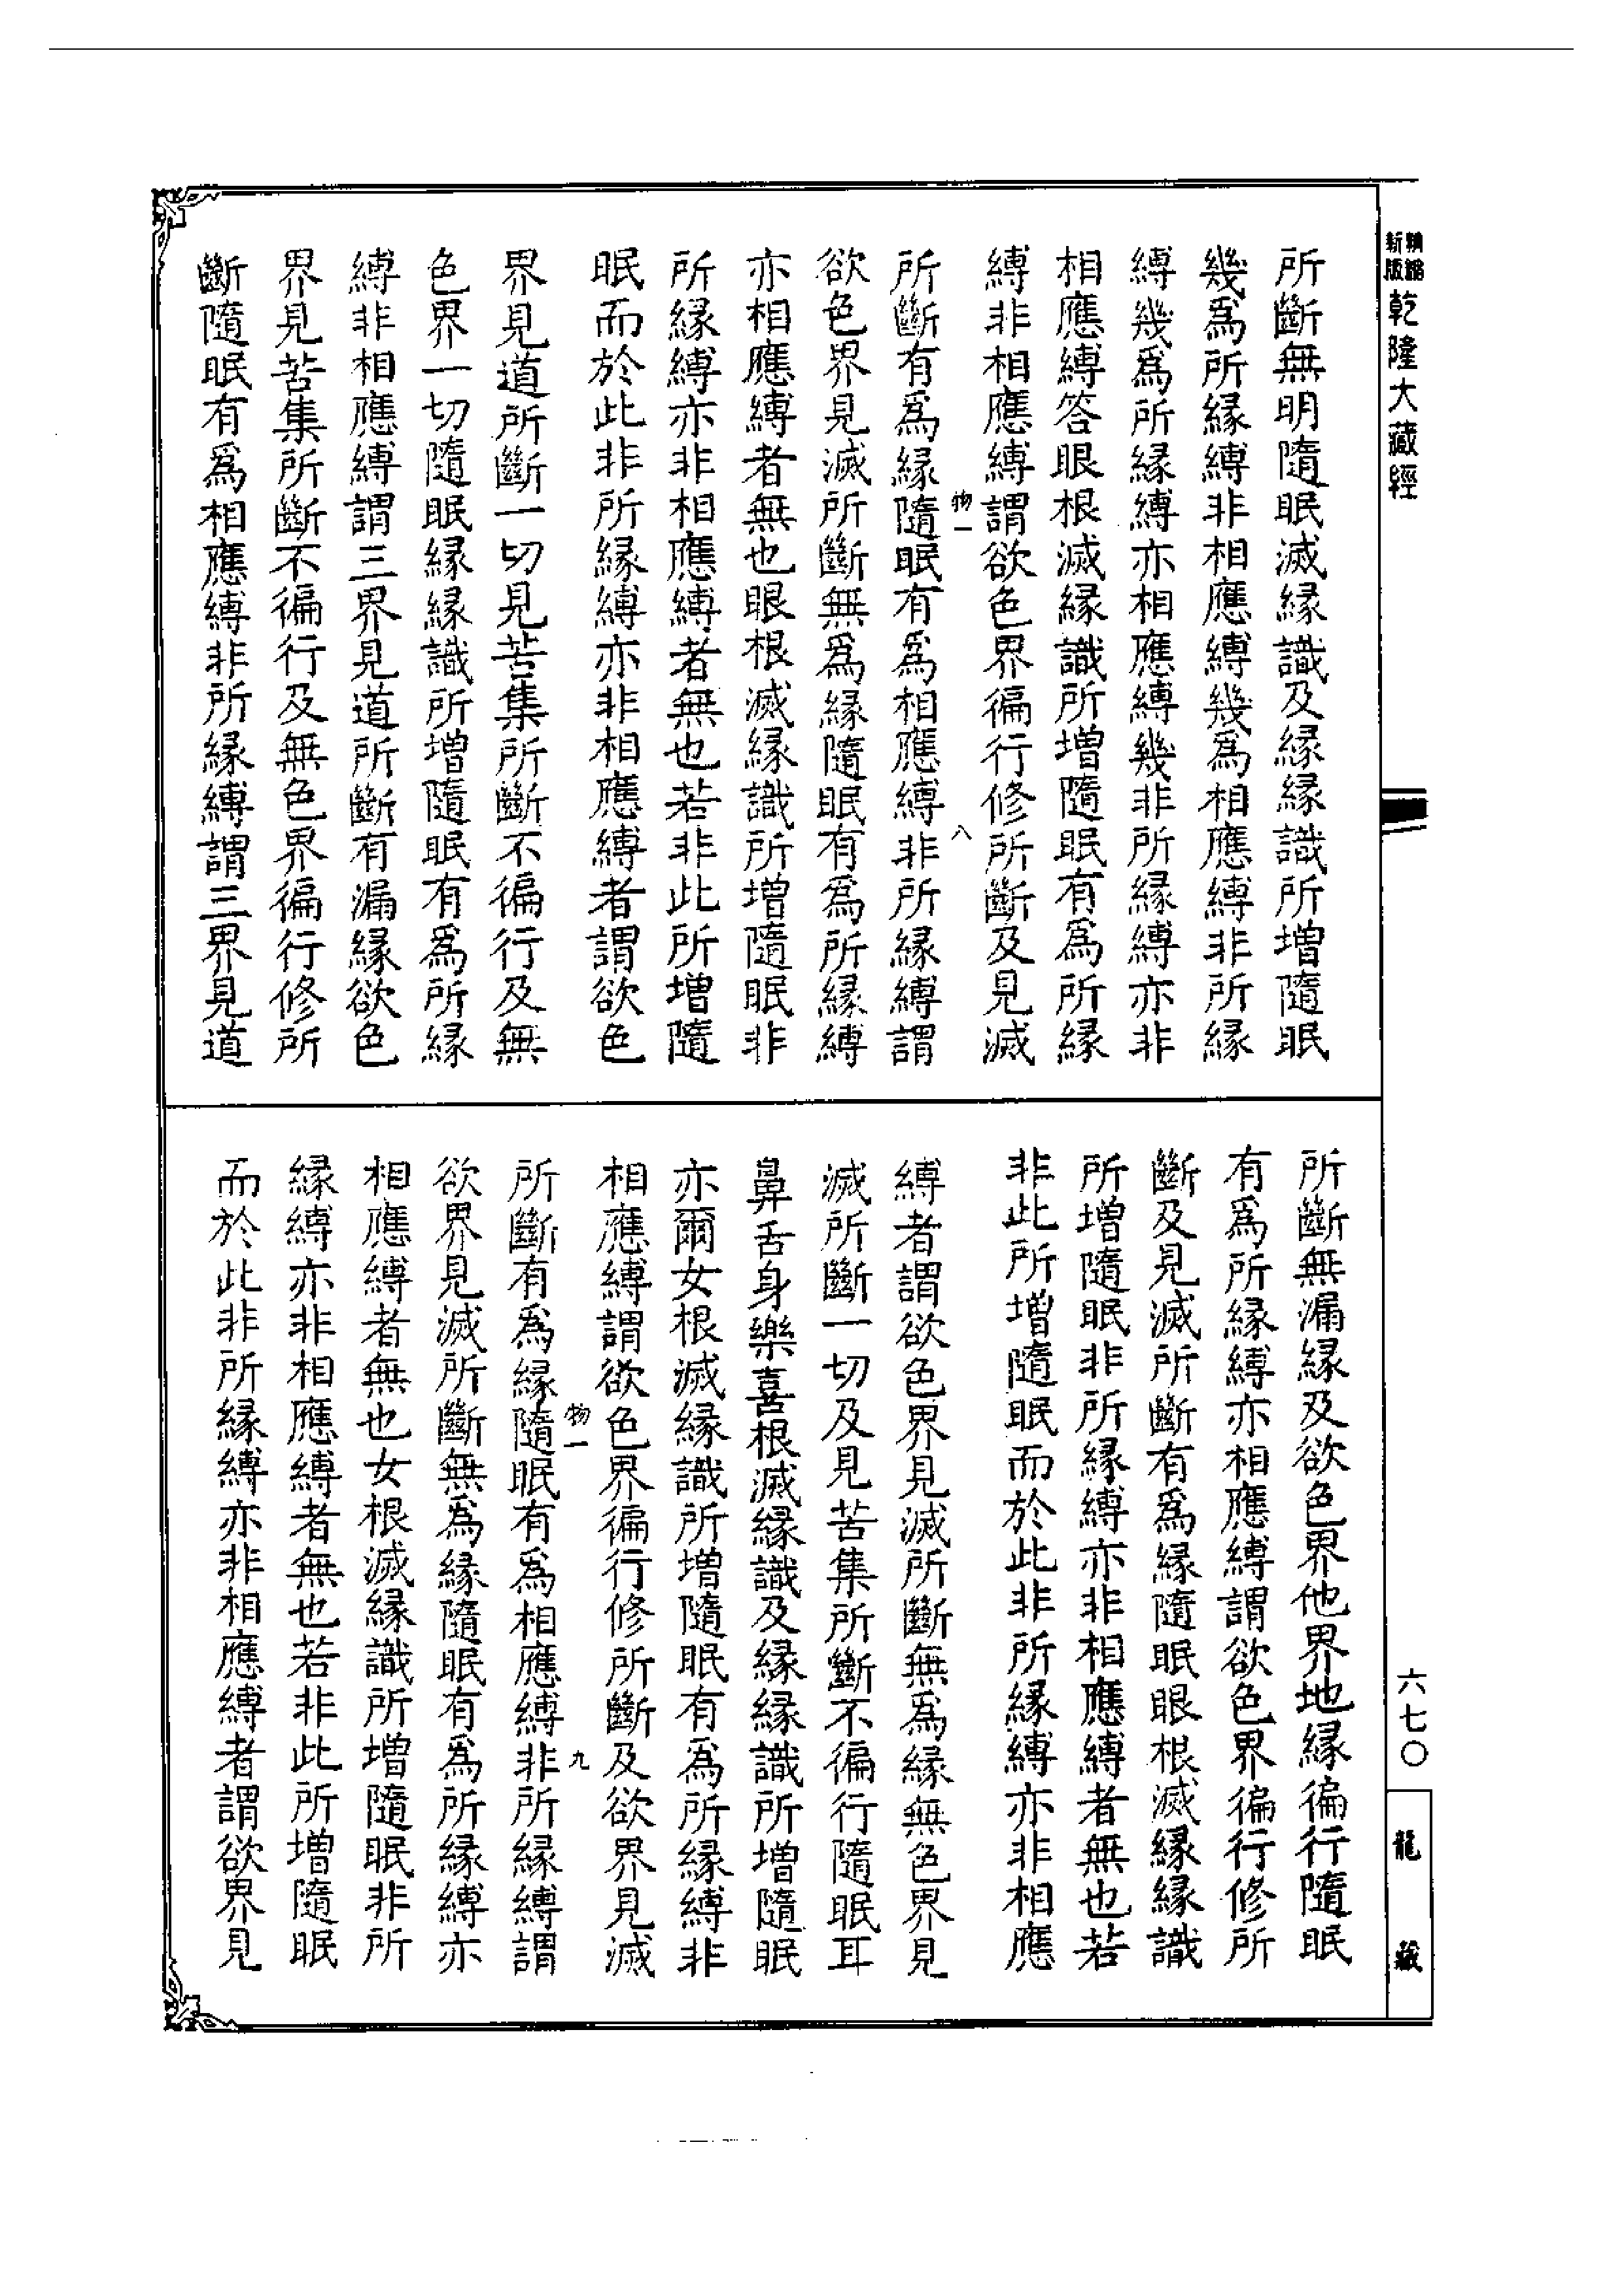 精縮
新版
乾隆大藏經
所斷無明隨眠滅緣識及緣緣識所增隨眠
幾爲所緣縛非相應縛幾爲相應縛非所緣
縛幾爲所緣縛亦相應縛幾非所緣縛亦非
相應縛答眼根滅緣識所增隨眠有爲所緣
縛非相應縛謂欲色界徧行修所斷及見滅
物一
八
所斷有爲緣隨眠有爲相應縛非所緣縛謂
欲色界見滅所斷無爲緣隨眠有爲所緣縛
亦相應縛者無也眼根滅緣識所增隨眠非
所緣縛亦非相應縛者無也若非此所增隨
眠而於此非所緣縛亦非相應縛者謂欲色
界見道所斷一切見苦集所斷不徧行及無
色界一切隨眠緣緣識所增隨眠有爲所緣
縛非相應縛謂三界見道所斷有漏緣欲色
界見苦集所斷不徧行及無色界徧行修所
斷隨眠有爲相應縛非所緣縛謂三界見道
所斷無漏緣及欲色界他界地緣徧行隨眠
有爲所緣縛亦相應縛謂欲色界徧行修所
斷及見滅所斷有爲緣隨眠眼根滅緣緣識
所增隨眠非所緣縛亦非相應縛者無也若
非此所增隨眠而於此非所緣縛亦非相應
縛者謂欲色界見滅所斷無爲緣無色界見
滅所斷一切及見苦集所斷不徧行隨眠耳
鼻舌身樂喜根滅緣識及緣緣識所增隨眠
亦爾女根滅緣識所增隨眠有爲所緣縛非
相應縛謂欲色界徧行修所斷及欲界見滅
物一
九
所斷有爲緣隨眠有爲相應縛非所緣縛謂
欲界見滅所斷無爲緣隨眠有爲所緣縛亦
相應縛者無也女根滅緣識所增隨眠非所
緣縛亦非相應縛者無也若非此所增隨眠
而於此非所緣縛亦非相應縛者謂欲界見
六七〇
龍藏